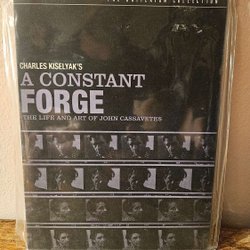 THE CRITERION COLLECTION
CHARLES KISELYAK'S
A CONSTANT
FORGE
THE LIFE AND ART OF JOHN CASSAVETES